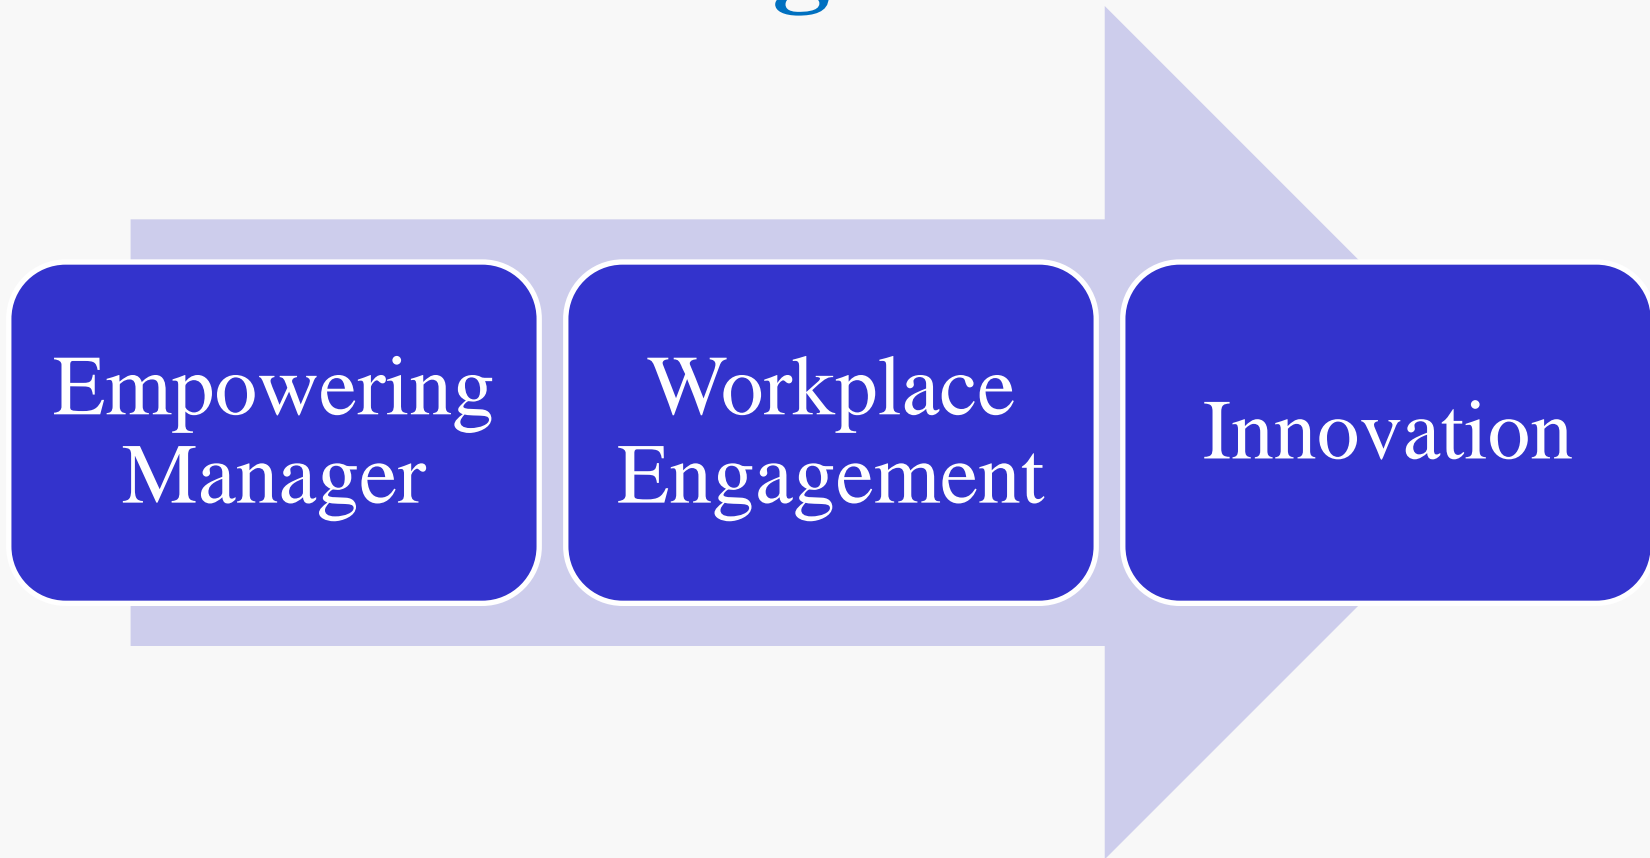 Empowering
Manager
Workplace
Engagement
Innovation